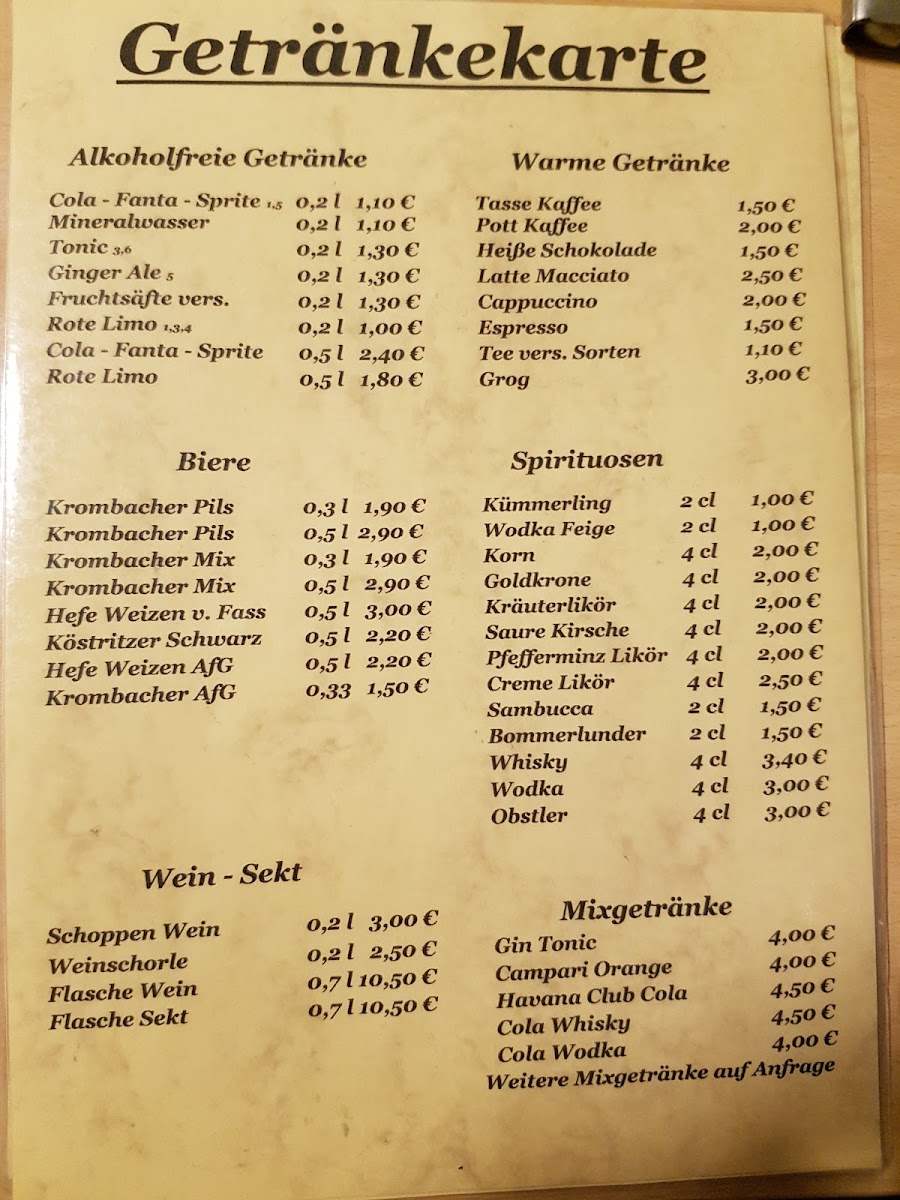 Getränkekarte
Alkoholfreie Getränke
Cola - Fanta - Sprite 1,5 0,2 l 1,10 €
Mineralwasser 0,2 l 1,10 €
Tonic 3,6 0,2 l 1,30 €
Ginger Ale 5 0,2 l 1,30 €
Fruchtsäfte vers. 0,2 l 1,30 €
Rote Limo 1,3,4 0,2 l 1,00 €
Cola - Fanta - Sprite 0,5 l 2,40 €
Rote Limo 0,5 l 1,80 €
Warme Getränke
Tasse Kaffee 1,50 €
Pott Kaffee 2,00 €
Heiße Schokolade 1,50 €
Latte Macciato 2,50 €
Cappuccino 2,00 €
Espresso 1,50 €
Tee vers. Sorten 1,10 €
Grog 3,00 €
Biere
Krombacher Pils 0,3 l 1,90 €
Krombacher Pils 0,5 l 2,90 €
Krombacher Mix 0,3 l 1,90 €
Krombacher Mix 0,5 l 2,90 €
Hefe Weizen v. Fass 0,5 l 3,00 €
Köstritzer Schwarz 0,5 l 2,20 €
Hefe Weizen AfG 0,5 l 2,20 €
Krombacher AfG 0,33 1,50 €
Spirituosen
Kümmerling 2 cl 1,00 €
Wodka Feige 2 cl 1,00 €
Korn 4 cl 2,00 €
Goldkrone 4 cl 2,00 €
Kräuterlikör 4 cl 2,00 €
Saure Kirsche 4 cl 2,00 €
Pfefferminz Likör 4 cl 2,00 €
Creme Likör 4 cl 2,50 €
Sambucca 2 cl 1,50 €
Bommerlunder 2 cl 1,50 €
Whisky 4 cl 3,40 €
Wodka 4 cl 3,00 €
Obstler 4 cl 3,00 €
Wein - Sekt
Schoppen Wein 0,2 l 3,00 €
Weinschorle 0,2 l 2,50 €
Flasche Wein 0,7 l 10,50 €
Flasche Sekt 0,7 l 10,50 €
Mixgetränke
Gin Tonic 4,00 €
Campari Orange 4,00 €
Havana Club Cola 4,50 €
Cola Whisky 4,50 €
Cola Wodka 4,00 €
Weitere Mixgetränke auf Anfrage